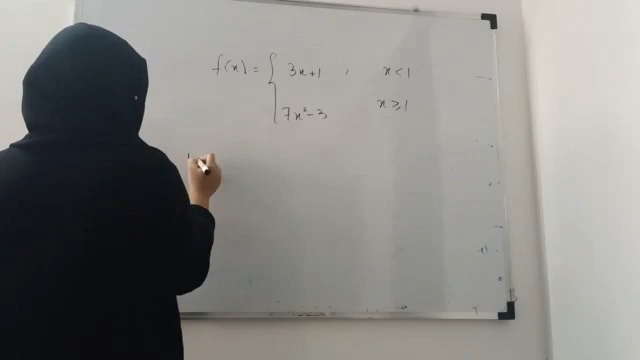 f(x) = { 3x+1 ; x<1
7x²-3 x≥1